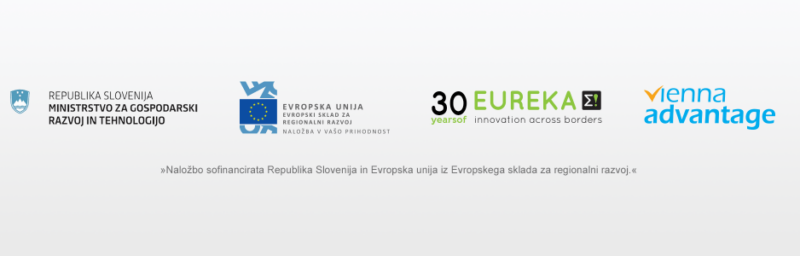 REPUBLIKA SLOVENIJA
MINISTRSTVO ZA GOSPODARSKI
RAZVOJ IN TEHNOLOGIJO
EVROPSKA UNIJA
EVROPSKI SKLAD ZA
REGIONALNI RAZVOJ
NALOŽBA V VAŠO PRIHODNOST
30 EUREKA Σ!
yearsof innovation across borders
vienna
advantage
»Naložbo sofinancirata Republika Slovenija in Evropska unija iz Evropskega sklada za regionalni razvoj.«